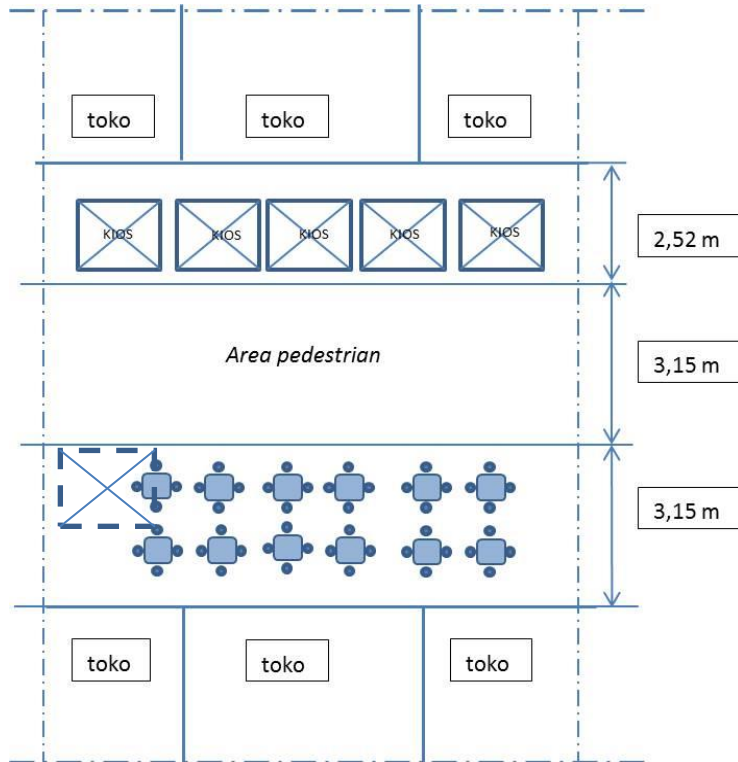 toko
toko
toko
KIOS
KIOS
KIOS
KIOS
KIOS
2,52 m
Area pedestrian
3,15 m
3,15 m
toko
toko
toko